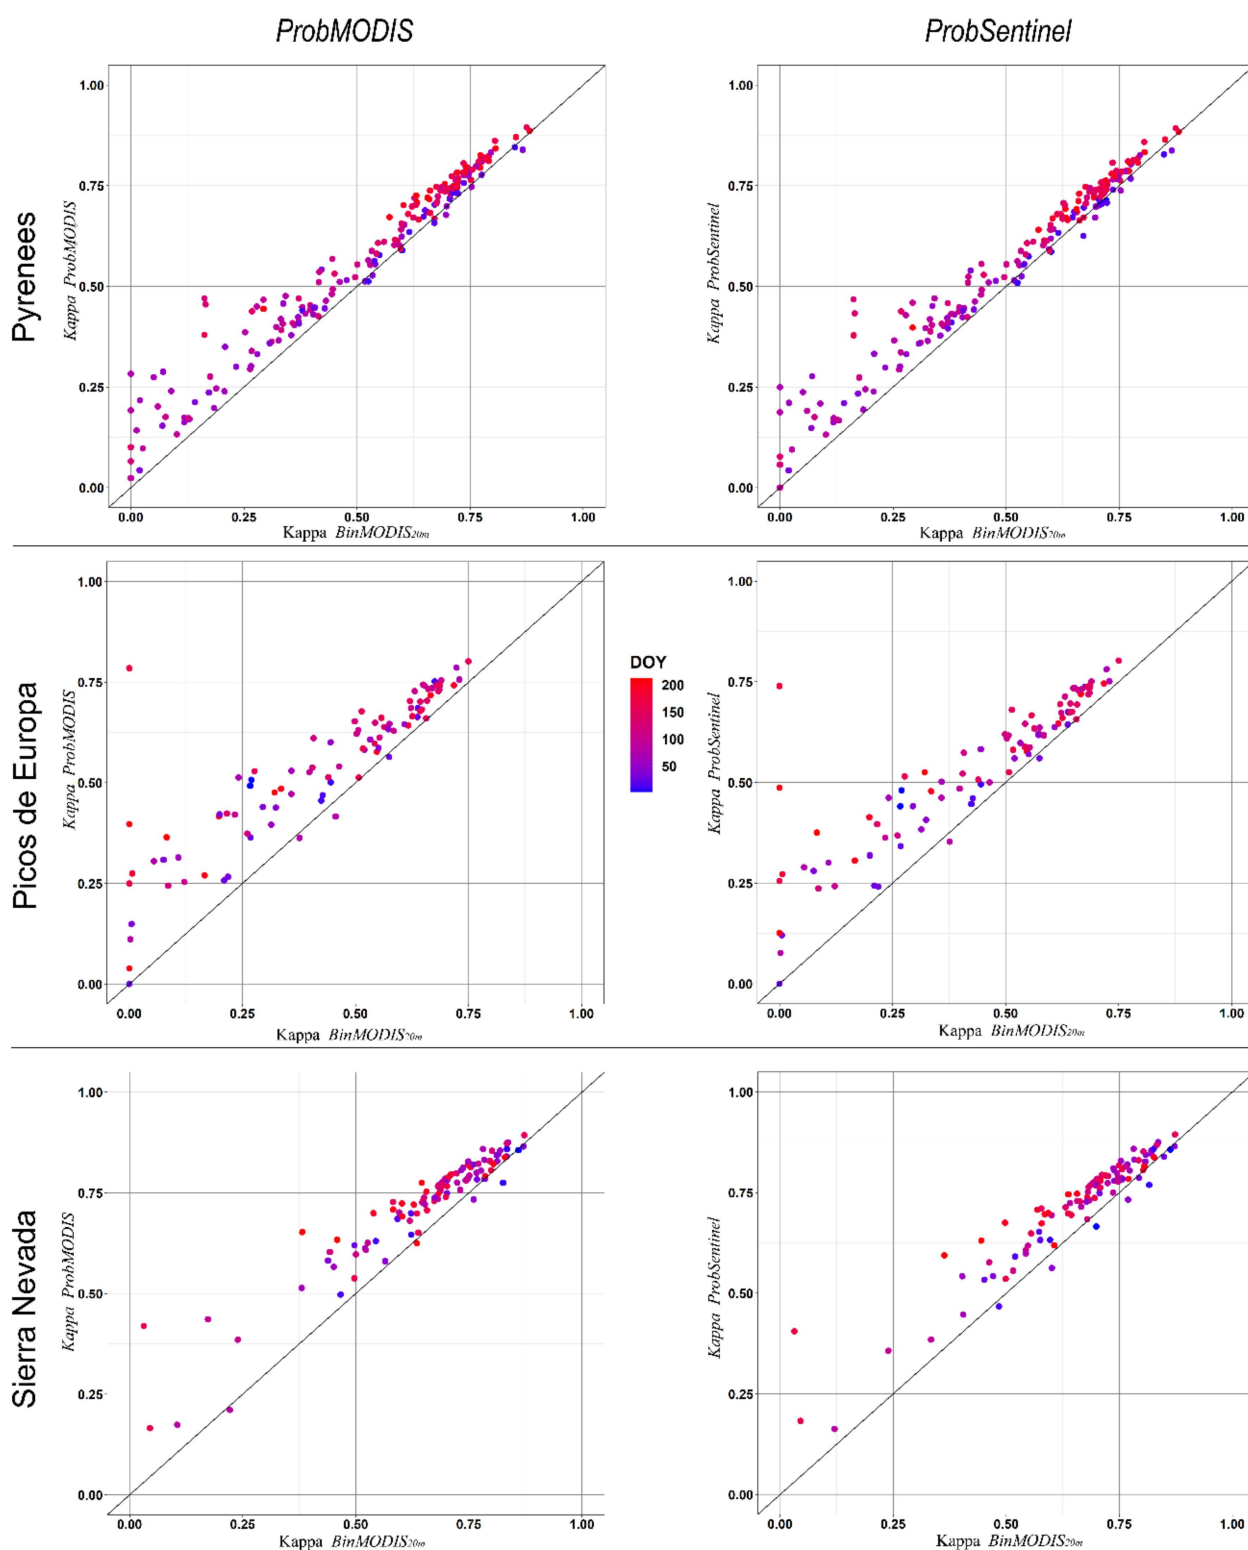 ProbMODIS
ProbSentinel
Pyrenees
Kappa ProbMODIS
1.00
0.75
0.50
0.25
0.00
0.00 0.25 0.50 0.75 1.00
Kappa BinMODIS20m
Kappa ProbSentinel
1.00
0.75
0.50
0.25
0.00
0.00 0.25 0.50 0.75 1.00
Kappa BinMODIS20m
Picos de Europa
Kappa ProbMODIS
1.00
0.75
0.50
0.25
0.00
0.00 0.25 0.50 0.75 1.00
Kappa BinMODIS20m
DOY
200
150
100
50
Kappa ProbSentinel
1.00
0.75
0.50
0.25
0.00
0.00 0.25 0.50 0.75 1.00
Kappa BinMODIS20m
Sierra Nevada
Kappa ProbMODIS
1.00
0.75
0.50
0.25
0.00
0.00 0.25 0.50 0.75 1.00
Kappa BinMODIS20m
Kappa ProbSentinel
1.00
0.75
0.50
0.25
0.00
0.00 0.25 0.50 0.75 1.00
Kappa BinMODIS20m